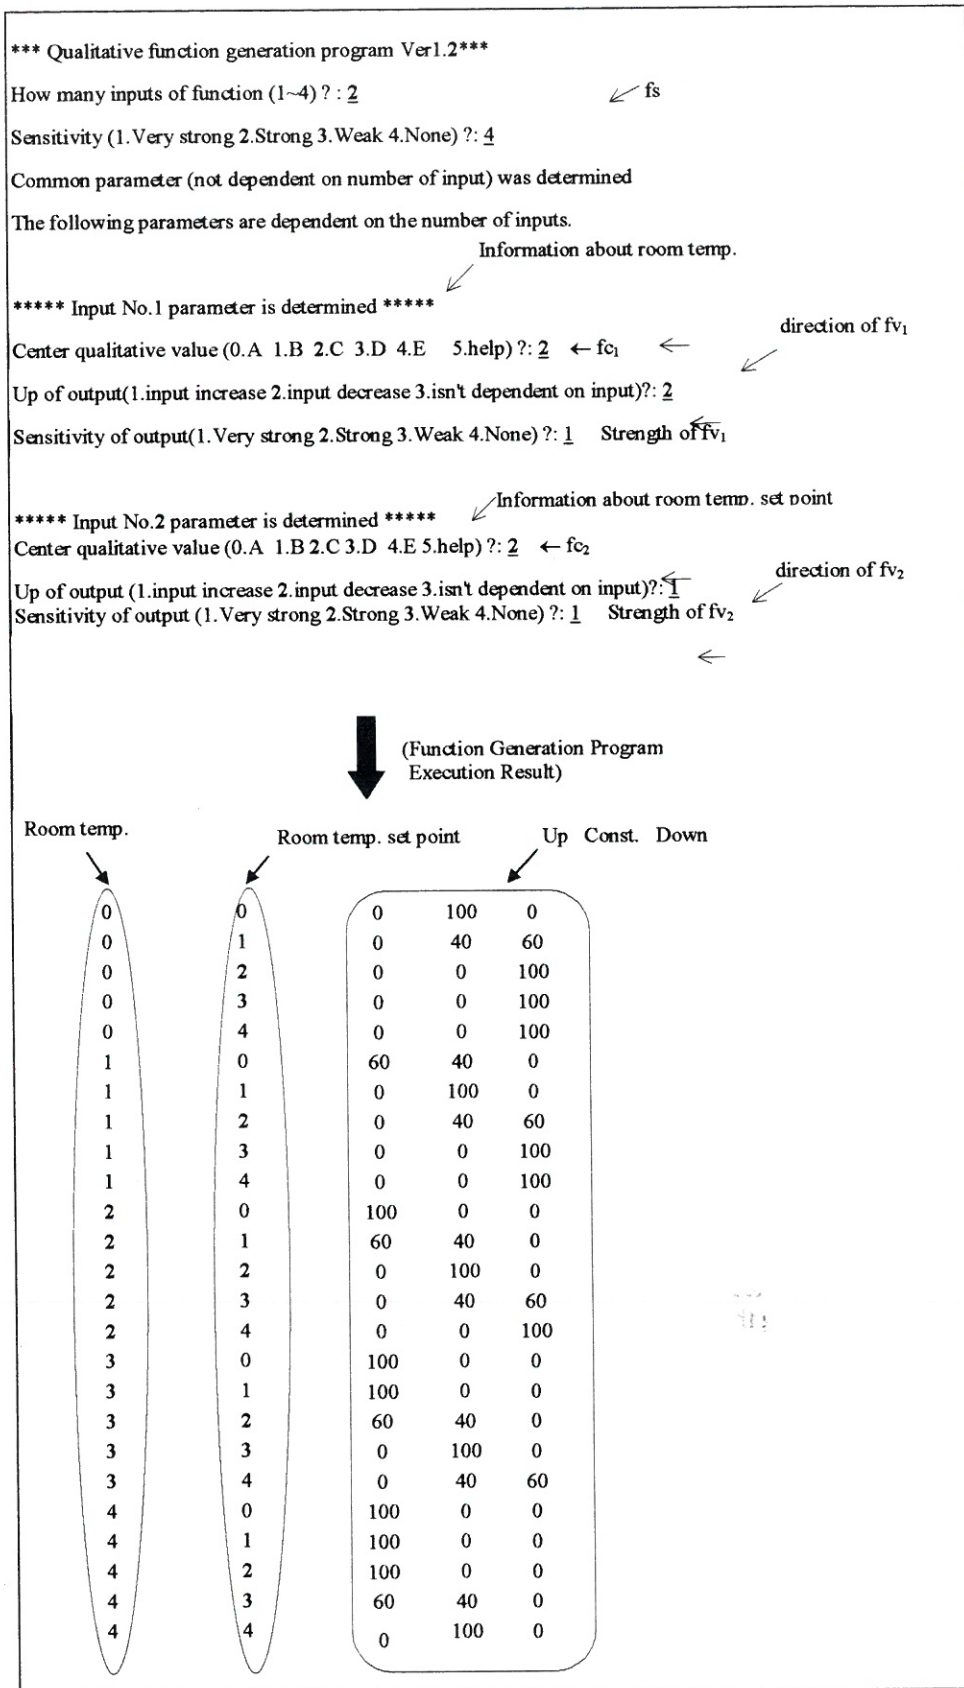 *** Qualitative function generation program Ver1.2***
How many inputs of function (1~4) ? : 2 fs
Sensitivity (1.Very strong 2.Strong 3.Weak 4.None) ?: 4
Common parameter (not dependent on number of input) was determined
The following parameters are dependent on the number of inputs.
Information about room temp.
***** Input No.1 parameter is determined *****
direction of fv₁
Center qualitative value (0.A 1.B 2.C 3.D 4.E 5.help) ?: 2 ← fc₁ ←
Up of output(1.input increase 2.input decrease 3.isn't dependent on input)?: 2
Sensitivity of output(1.Very strong 2.Strong 3.Weak 4.None) ?: 1 Strength of fv₁
Information about room temp. set point
***** Input No.2 parameter is determined *****
Center qualitative value (0.A 1.B 2.C 3.D 4.E 5.help) ?: 2 ← fc₂
direction of fv₂
Up of output (1.input increase 2.input decrease 3.isn't dependent on input)?: 1
Sensitivity of output (1.Very strong 2.Strong 3.Weak 4.None) ?: 1 Strength of fv₂
(Function Generation Program
Execution Result)
Room temp. Room temp. set point Up Const. Down
0 0 0 100 0
0 1 0 40 60
0 2 0 0 100
0 3 0 0 100
0 4 0 0 100
1 0 60 40 0
1 1 0 100 0
1 2 0 40 60
1 3 0 0 100
1 4 0 0 100
2 0 100 0 0
2 1 60 40 0
2 2 0 100 0
2 3 0 40 60
2 4 0 0 100
3 0 100 0 0
3 1 100 0 0
3 2 60 40 0
3 3 0 100 0
3 4 0 40 60
4 0 100 0 0
4 1 100 0 0
4 2 100 0 0
4 3 60 40 0
4 4 0 100 0